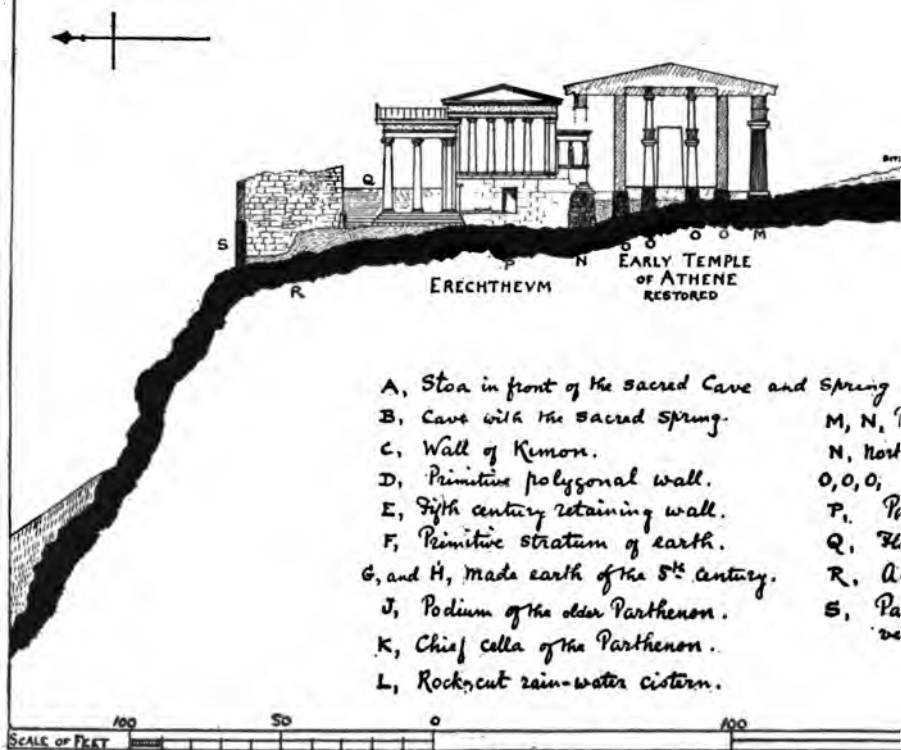 Q
S
R
P
N
O O O O M
ERECHTHEVM
EARLY TEMPLE
OF ATHENE
RESTORED
A, Stoa in front of the sacred Cave and Spring
B, Cave with the sacred Spring.
C, Wall of Kimon.
D, Primitive polygonal wall.
E, Fifth century retaining wall.
F, Primitive stratum of earth.
G, and H, made earth of the 5th Century.
J, Podium of the older Parthenon.
K, Chief cella of the Parthenon.
L, Rock-cut rain-water cistern.
M, N,
N,
O, O, O,
P,
Q,
R,
S,
100 50 0 100
SCALE OF FEET